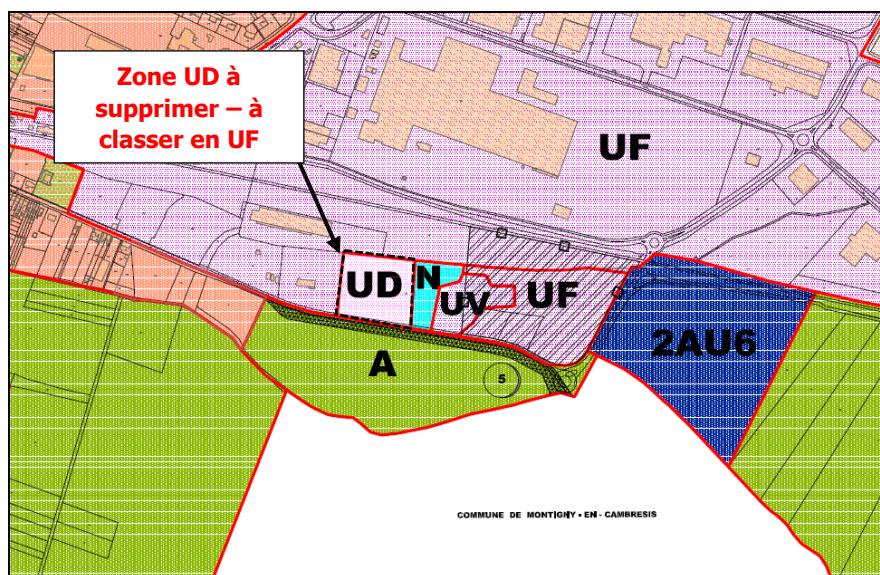 Zone UD à
supprimer – à
classer en UF
UF
UD
N
UV
UF
2AU6
A
5
COMMUNE DE MONTIGNY - EN - CAMBRESIS